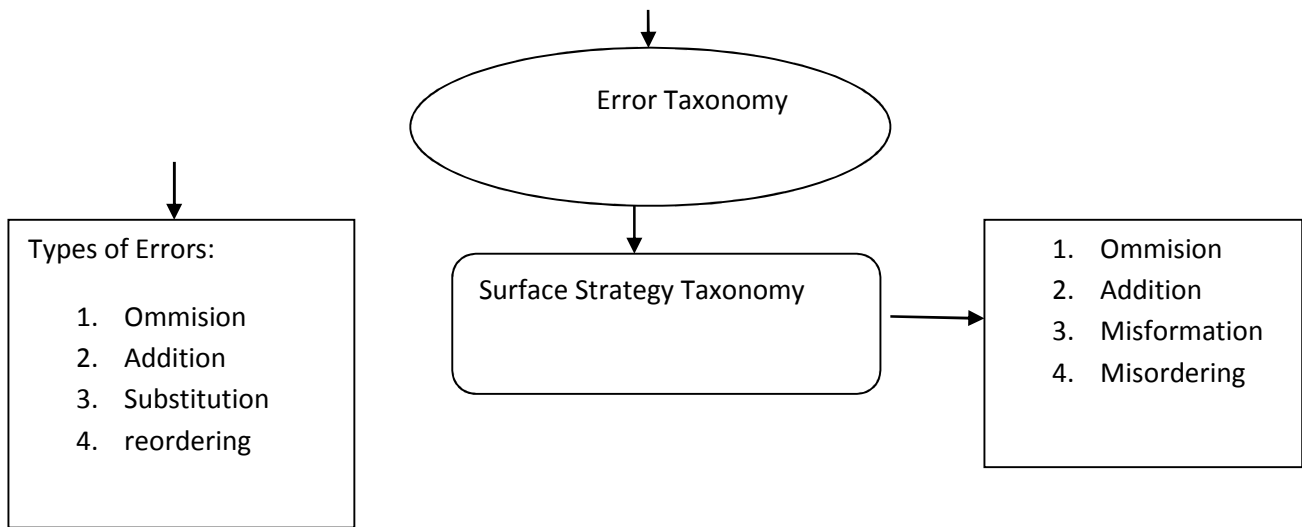 Error Taxonomy
Types of Errors:
1. Ommision
2. Addition
3. Substitution
4. reordering
Surface Strategy Taxonomy
1. Ommision
2. Addition
3. Misformation
4. Misordering